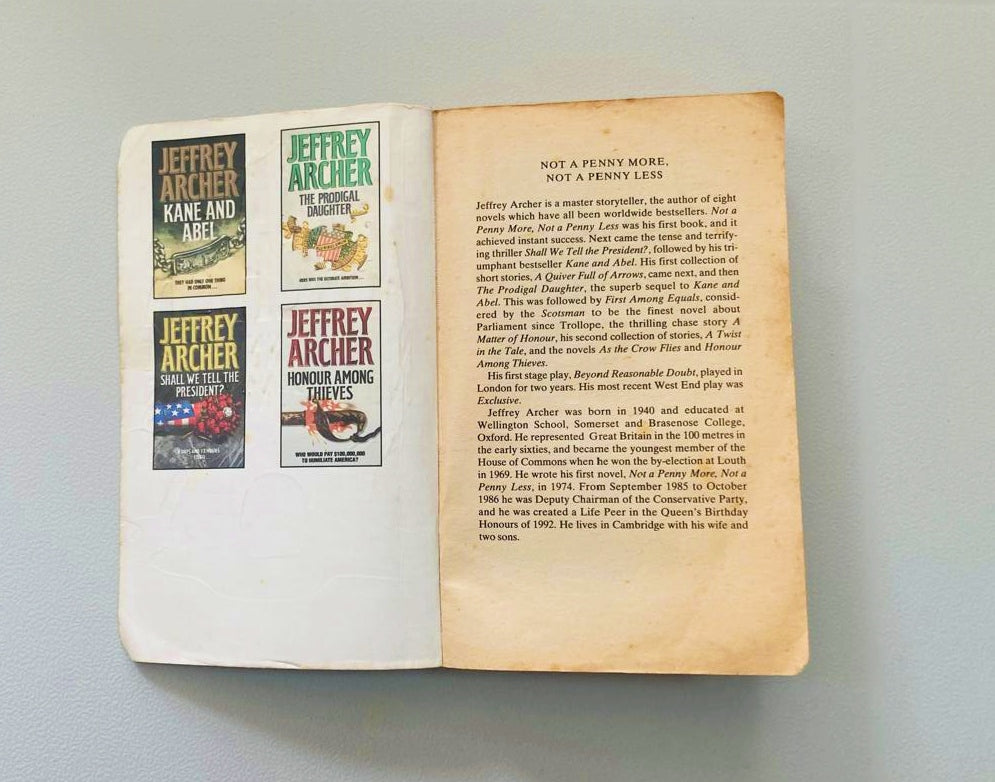 JEFFREY
ARCHER
KANE AND
ABEL
THEY HAD ONLY ONE THING
IN COMMON...
JEFFREY
ARCHER
THE PRODIGAL
DAUGHTER
HERS WAS THE ULTIMATE AMBITION...
JEFFREY
ARCHER
SHALL WE TELL THE
PRESIDENT?
JEFFREY
ARCHER
HONOUR AMONG
THIEVES
WHO WOULD PAY $100,000,000
TO HUMILIATE AMERICA?
NOT A PENNY MORE,
NOT A PENNY LESS
Jeffrey Archer is a master storyteller, the author of eight
novels which have all been worldwide bestsellers. Not a
Penny More, Not a Penny Less was his first book, and it
achieved instant success. Next came the tense and terrify-
ing thriller Shall We Tell the President?, followed by his tri-
umphant bestseller Kane and Abel. His first collection of
short stories, A Quiver Full of Arrows, came next, and then
The Prodigal Daughter, the superb sequel to Kane and
Abel. This was followed by First Among Equals, consid-
ered by the Scotsman to be the finest novel about
Parliament since Trollope, the thrilling chase story A
Matter of Honour, his second collection of stories, A Twist
in the Tale, and the novels As the Crow Flies and Honour
Among Thieves.
His first stage play, Beyond Reasonable Doubt, played in
London for two years. His most recent West End play was
Exclusive.
Jeffrey Archer was born in 1940 and educated at
Wellington School, Somerset and Brasenose College,
Oxford. He represented Great Britain in the 100 metres in
the early sixties, and became the youngest member of the
House of Commons when he won the by-election at Louth
in 1969. He wrote his first novel, Not a Penny More, Not a
Penny Less, in 1974. From September 1985 to October
1986 he was Deputy Chairman of the Conservative Party,
and he was created a Life Peer in the Queen's Birthday
Honours of 1992. He lives in Cambridge with his wife and
two sons.